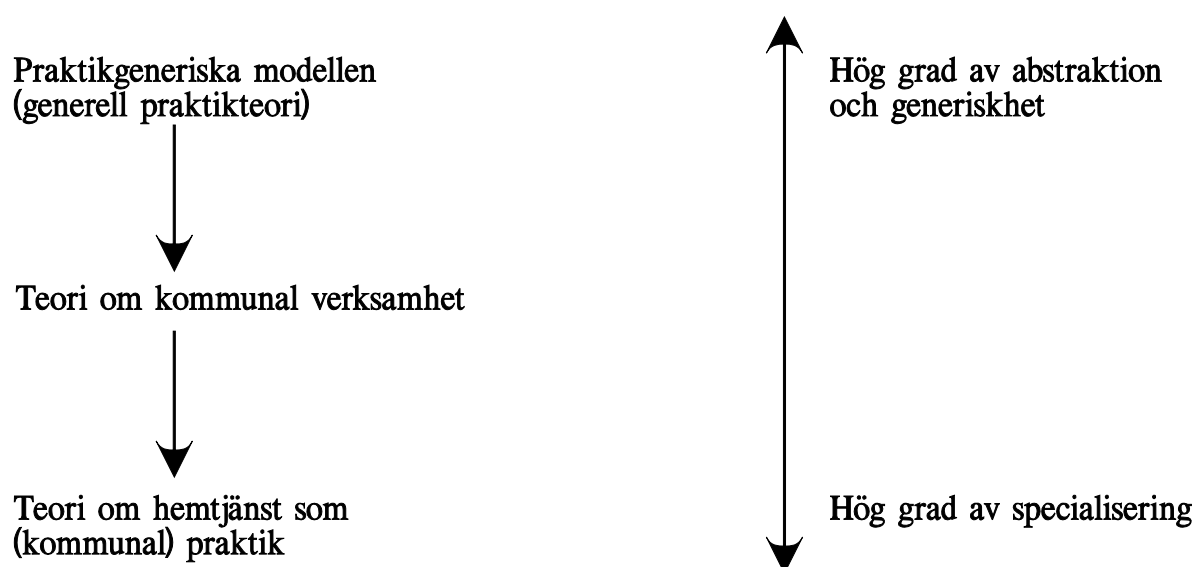 Praktikgeneriska modellen
(generell praktikteori)
Hög grad av abstraktion
och generiskhet
Teori om kommunal verksamhet
Teori om hemtjänst som
(kommunal) praktik
Hög grad av specialisering